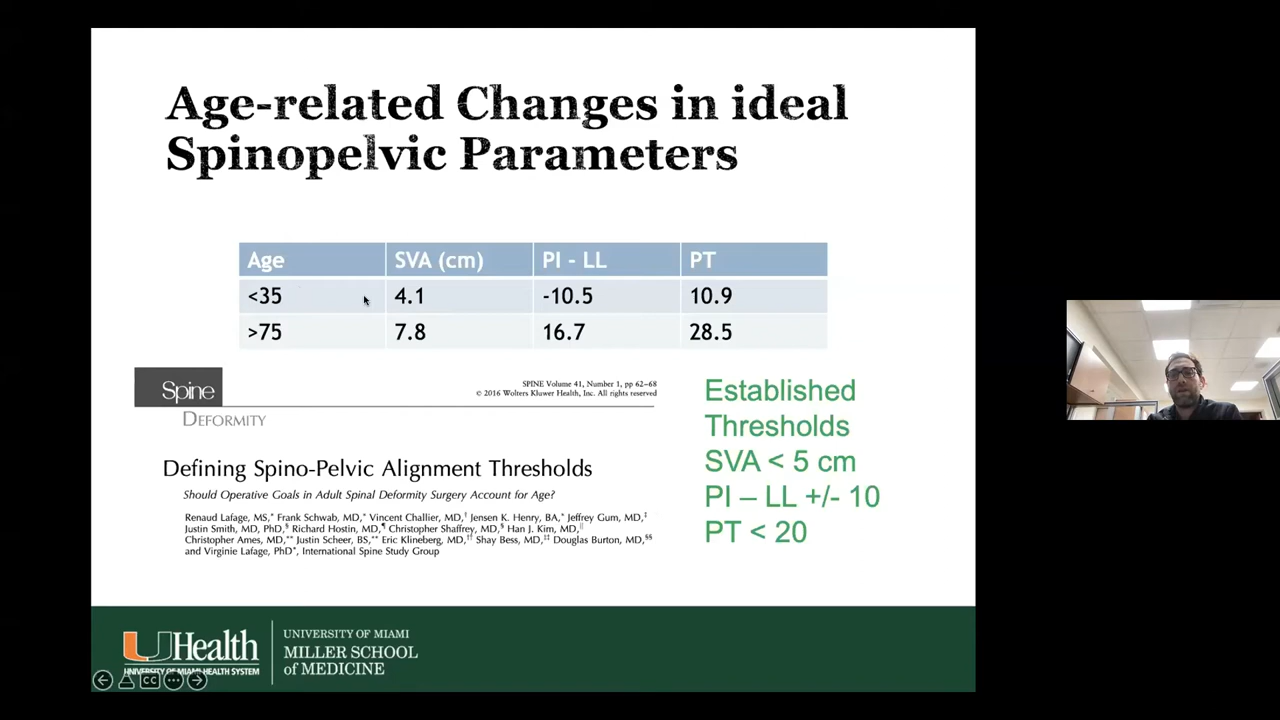 Age-related Changes in ideal
Spinopelvic Parameters
Age SVA (cm) PI - LL PT
<35 4.1 -10.5 10.9
>75 7.8 16.7 28.5
Spine
SPINE Volume 41, Number 1, pp 62–68
© 2016 Wolters Kluwer Health, Inc. All rights reserved
DEFORMITY
Defining Spino-Pelvic Alignment Thresholds
Should Operative Goals in Adult Spinal Deformity Surgery Account for Age?
Renaud Lafage, MS,* Frank Schwab, MD,* Vincent Challier, MD,† Jensen K. Henry, BA,* Jeffrey Gum, MD,‡
Justin Smith, MD, PhD,§ Richard Hostin, MD,¶ Christopher Shaffrey, MD,§ Han J. Kim, MD,||
Christopher Ames, MD,** Justin Scheer, BS,** Eric Klineberg, MD,†† Shay Bess, MD,‡‡ Douglas Burton, MD,§§
and Virginie Lafage, PhD*, International Spine Study Group
Established
Thresholds
SVA < 5 cm
PI – LL +/- 10
PT < 20
UHealth
UNIVERSITY OF MIAMI HEALTH SYSTEM
UNIVERSITY OF MIAMI
MILLER SCHOOL
of MEDICINE
CC